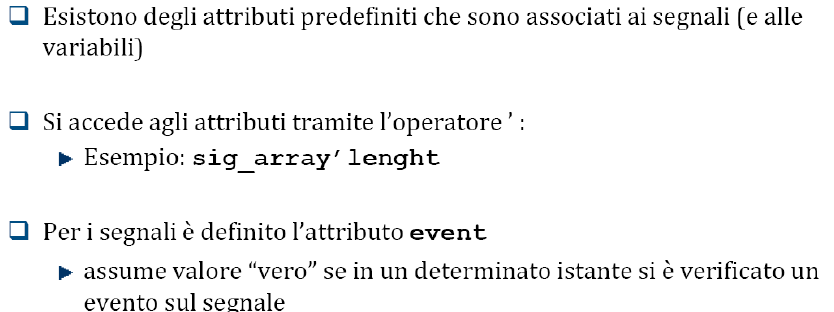 Esistono degli attributi predefiniti che sono associati ai segnali (e alle
variabili)
Si accede agli attributi tramite l'operatore ’ :
Esempio: sig_array’lenght
Per i segnali è definito l'attributo event
assume valore “vero” se in un determinato istante si è verificato un
evento sul segnale